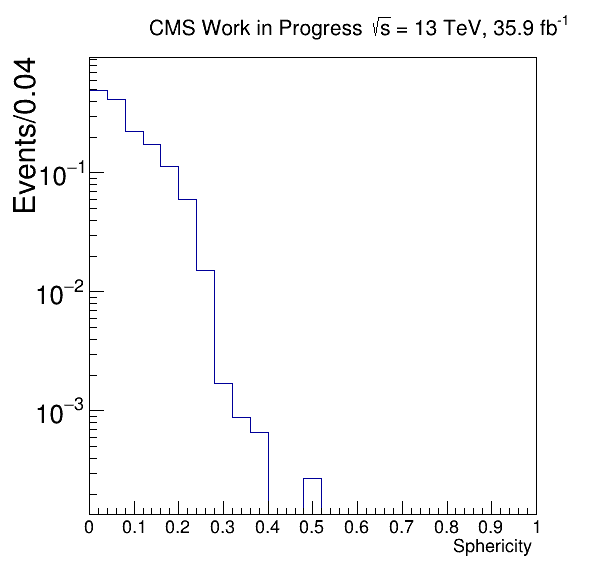 CMS Work in Progress √s = 13 TeV, 35.9 fb⁻¹
Events/0.04
10⁻¹
10⁻²
10⁻³
0 0.1 0.2 0.3 0.4 0.5 0.6 0.7 0.8 0.9 1
Sphericity